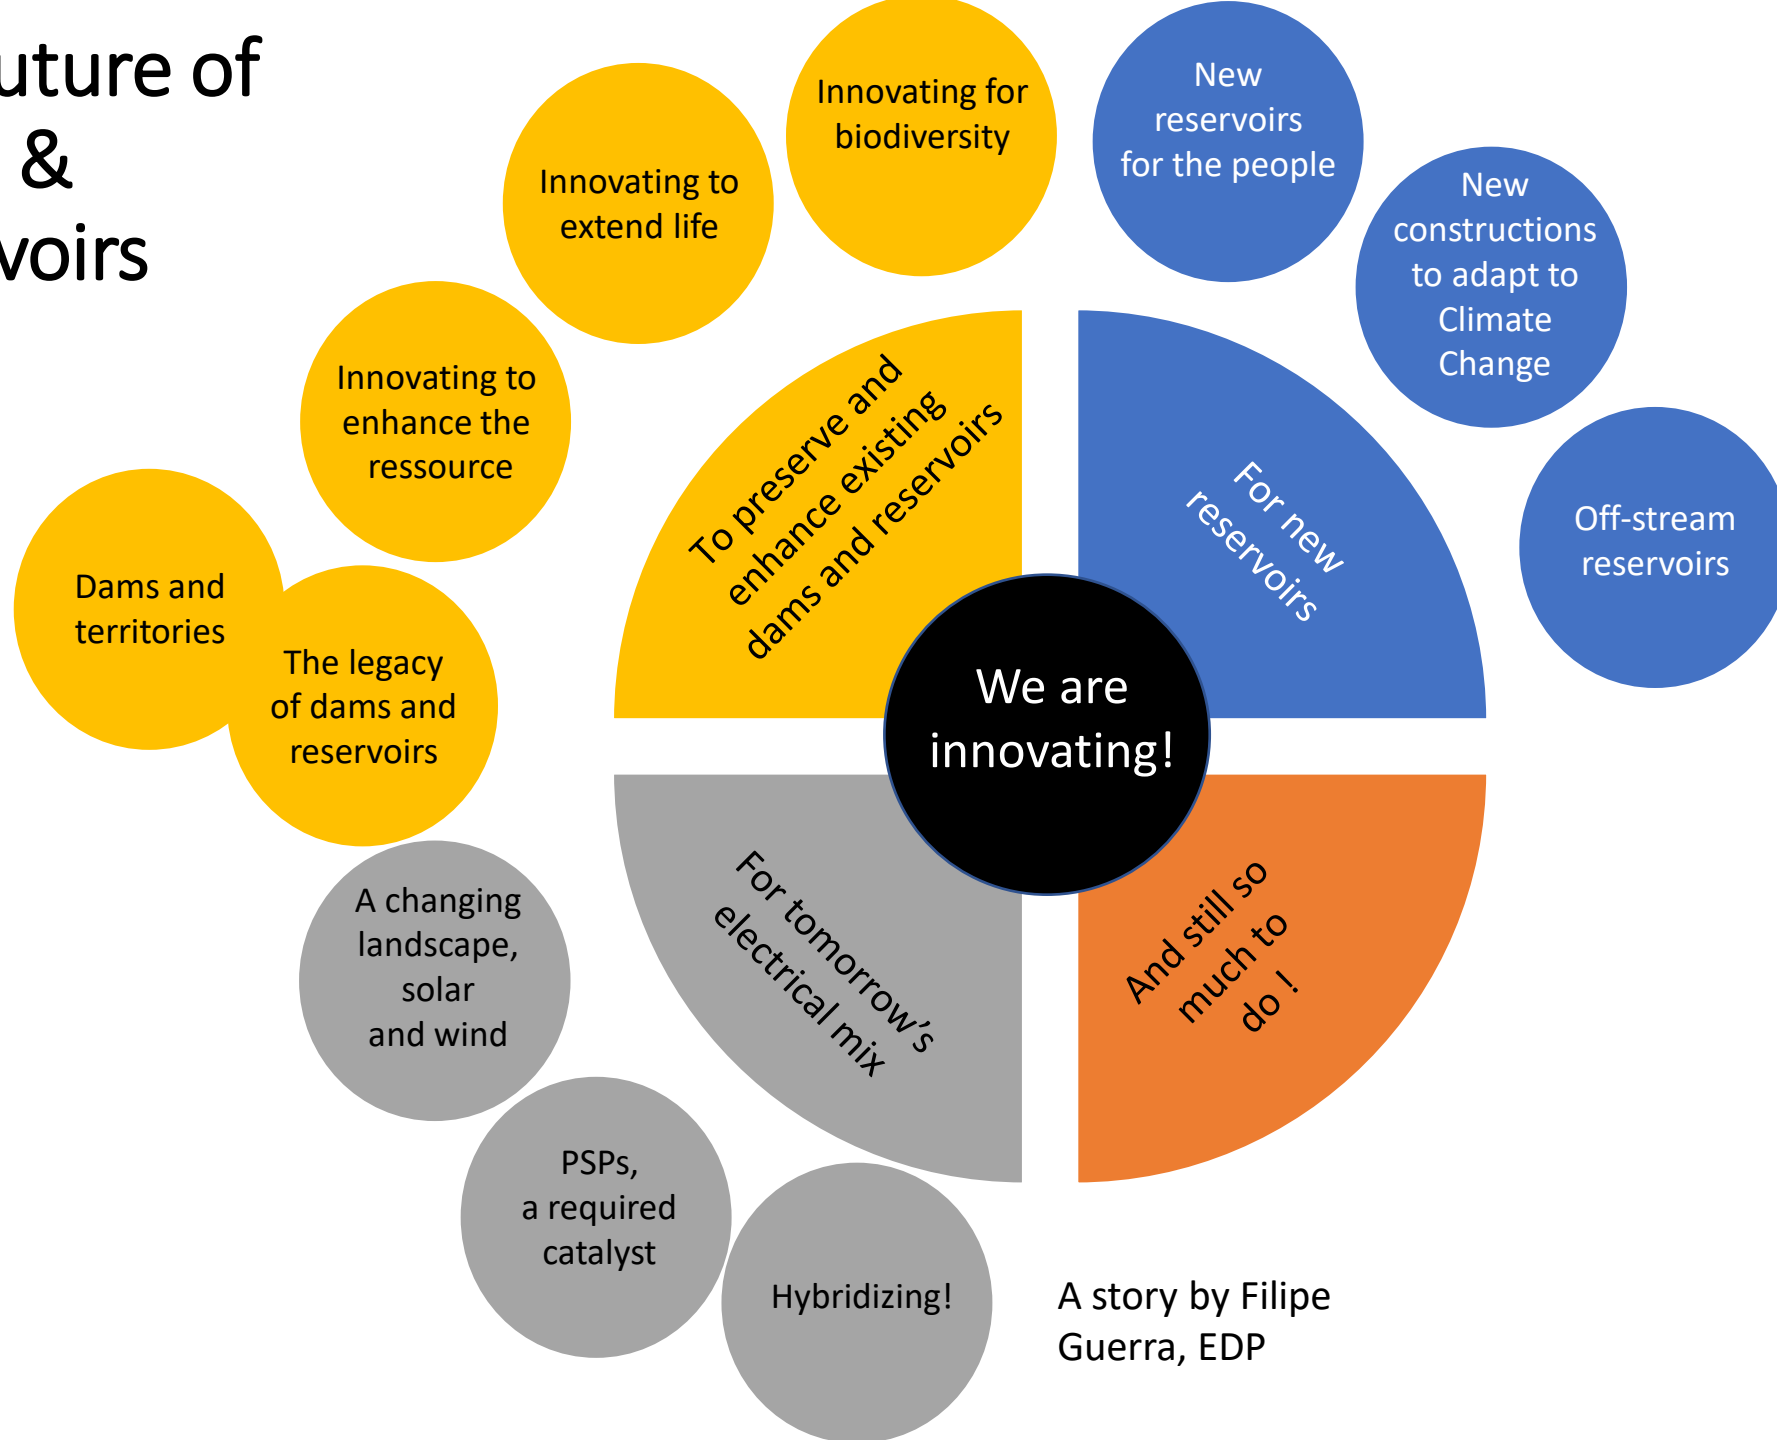 uture of
&
voirs
Innovating for
biodiversity
Innovating to
extend life
Innovating to
enhance the
ressource
Dams and
territories
The legacy
of dams and
reservoirs
New
reservoirs
for the people
New
constructions
to adapt to
Climate
Change
Off-stream
reservoirs
To preserve and
enhance existing
dams and reservoirs
For new
reservoirs
We are
innovating!
For tomorrow’s
electrical mix
And still so
much to
do !
A changing
landscape,
solar
and wind
PSPs,
a required
catalyst
Hybridizing!
A story by Filipe
Guerra, EDP